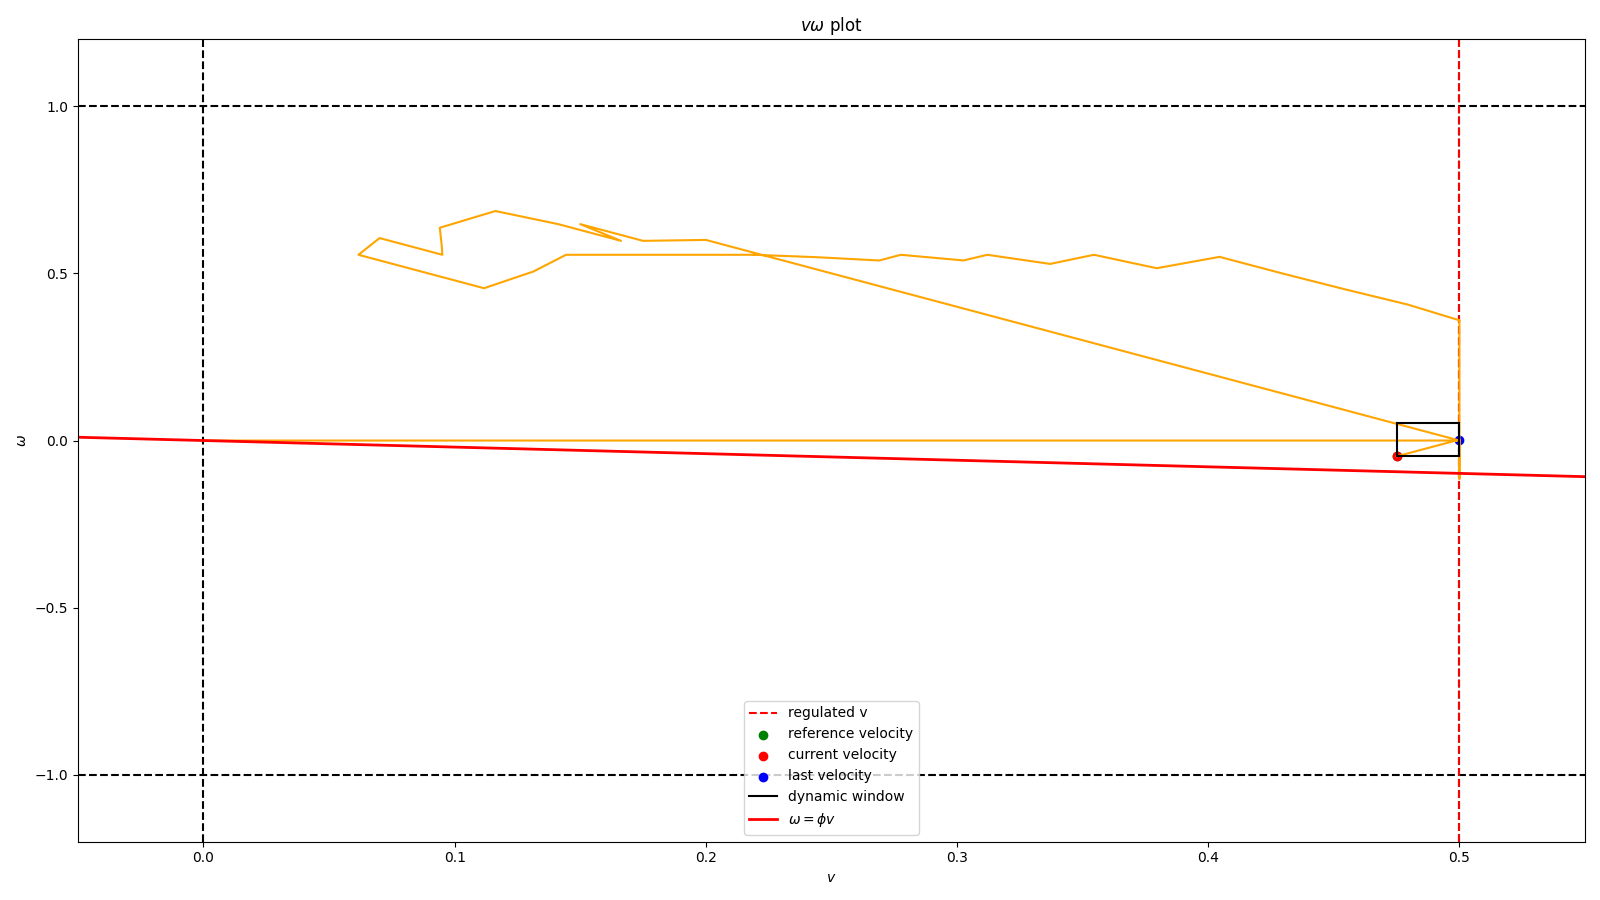 vω plot
1.0
0.5
0.0
−0.5
−1.0
ω
0.0 0.1 0.2 0.3 0.4 0.5
v
regulated v
reference velocity
current velocity
last velocity
dynamic window
ω = ϕv